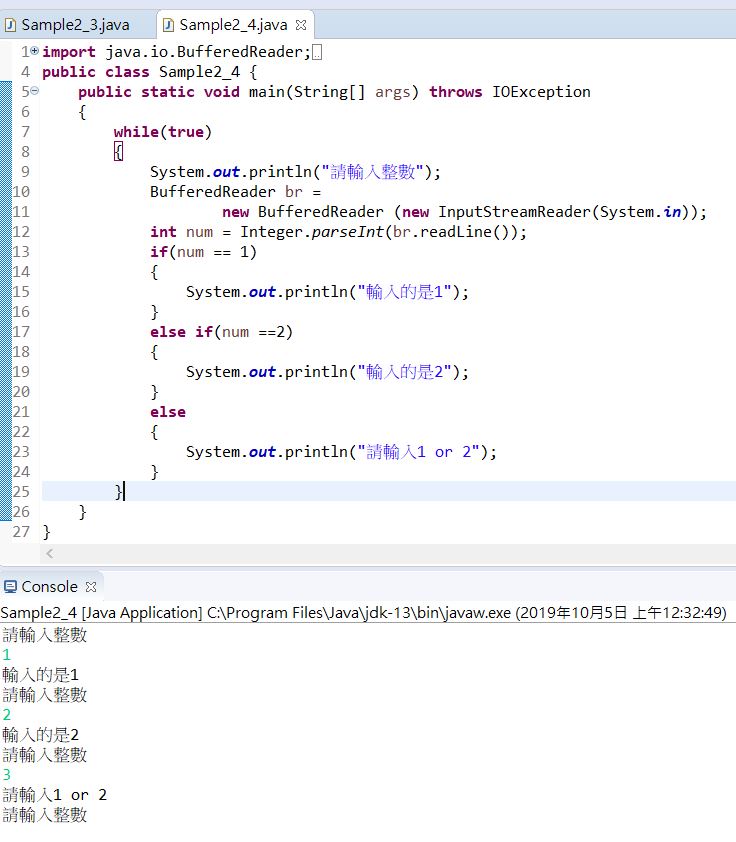 Sample2_3.java Sample2_4.java
1 import java.io.BufferedReader;
4 public class Sample2_4 {
5 public static void main(String[] args) throws IOException
6 {
7 while(true)
8 {
9 System.out.println("請輸入整數");
10 BufferedReader br =
11 new BufferedReader (new InputStreamReader(System.in));
12 int num = Integer.parseInt(br.readLine());
13 if(num == 1)
14 {
15 System.out.println("輸入的是1");
16 }
17 else if(num ==2)
18 {
19 System.out.println("輸入的是2");
20 }
21 else
22 {
23 System.out.println("請輸入1 or 2");
24 }
25 }
26 }
27 }
Console
Sample2_4 [Java Application] C:\Program Files\Java\jdk-13\bin\javaw.exe (2019年10月5日 上午12:32:49)
請輸入整數
1
輸入的是1
請輸入整數
2
輸入的是2
請輸入整數
3
請輸入1 or 2
請輸入整數